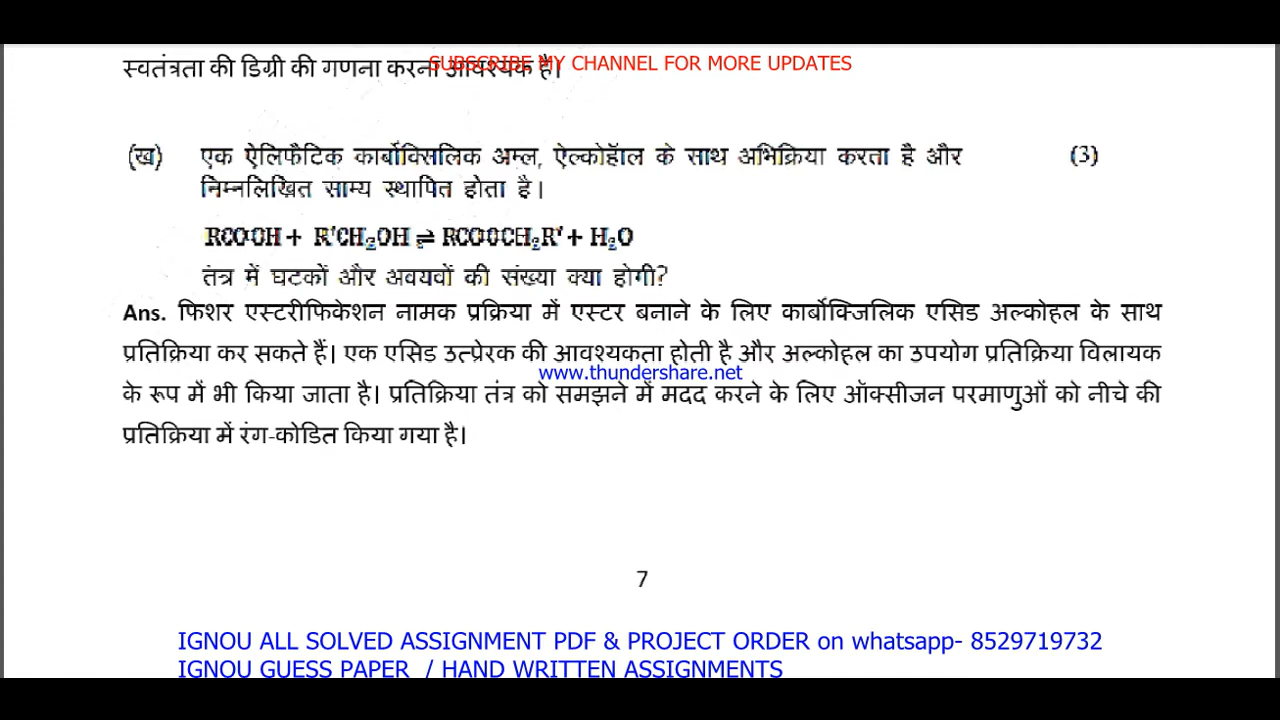 स्वतंत्रता की डिग्री की गणना करना आवश्यक है।
SUBSCRIBE MY CHANNEL FOR MORE UPDATES
(ख) एक ऐलिफैटिक कार्बोक्सिलिक अम्ल, ऐल्कोहॅाल के साथ अभिक्रिया करता है और (3)
निम्नलिखित साम्य स्थापित होता है।
RCOOH + R'CH₂OH ⇌ RCOOCH₂R' + H₂O
तंत्र में घटकों और अवयवों की संख्या क्या होगी?
Ans. फिशर एस्टरीफिकेशन नामक प्रक्रिया में एस्टर बनाने के लिए कार्बोक्जिलिक एसिड अल्कोहल के साथ
प्रतिक्रिया कर सकते हैं। एक एसिड उत्प्रेरक की आवश्यकता होती है और अल्कोहल का उपयोग प्रतिक्रिया विलायक
www.thundershare.net
के रूप में भी किया जाता है। प्रतिक्रिया तंत्र को समझने में मदद करने के लिए ऑक्सीजन परमाणुओं को नीचे की
प्रतिक्रिया में रंग-कोडित किया गया है।
7
IGNOU ALL SOLVED ASSIGNMENT PDF & PROJECT ORDER on whatsapp- 8529719732
IGNOU GUESS PAPER / HAND WRITTEN ASSIGNMENTS